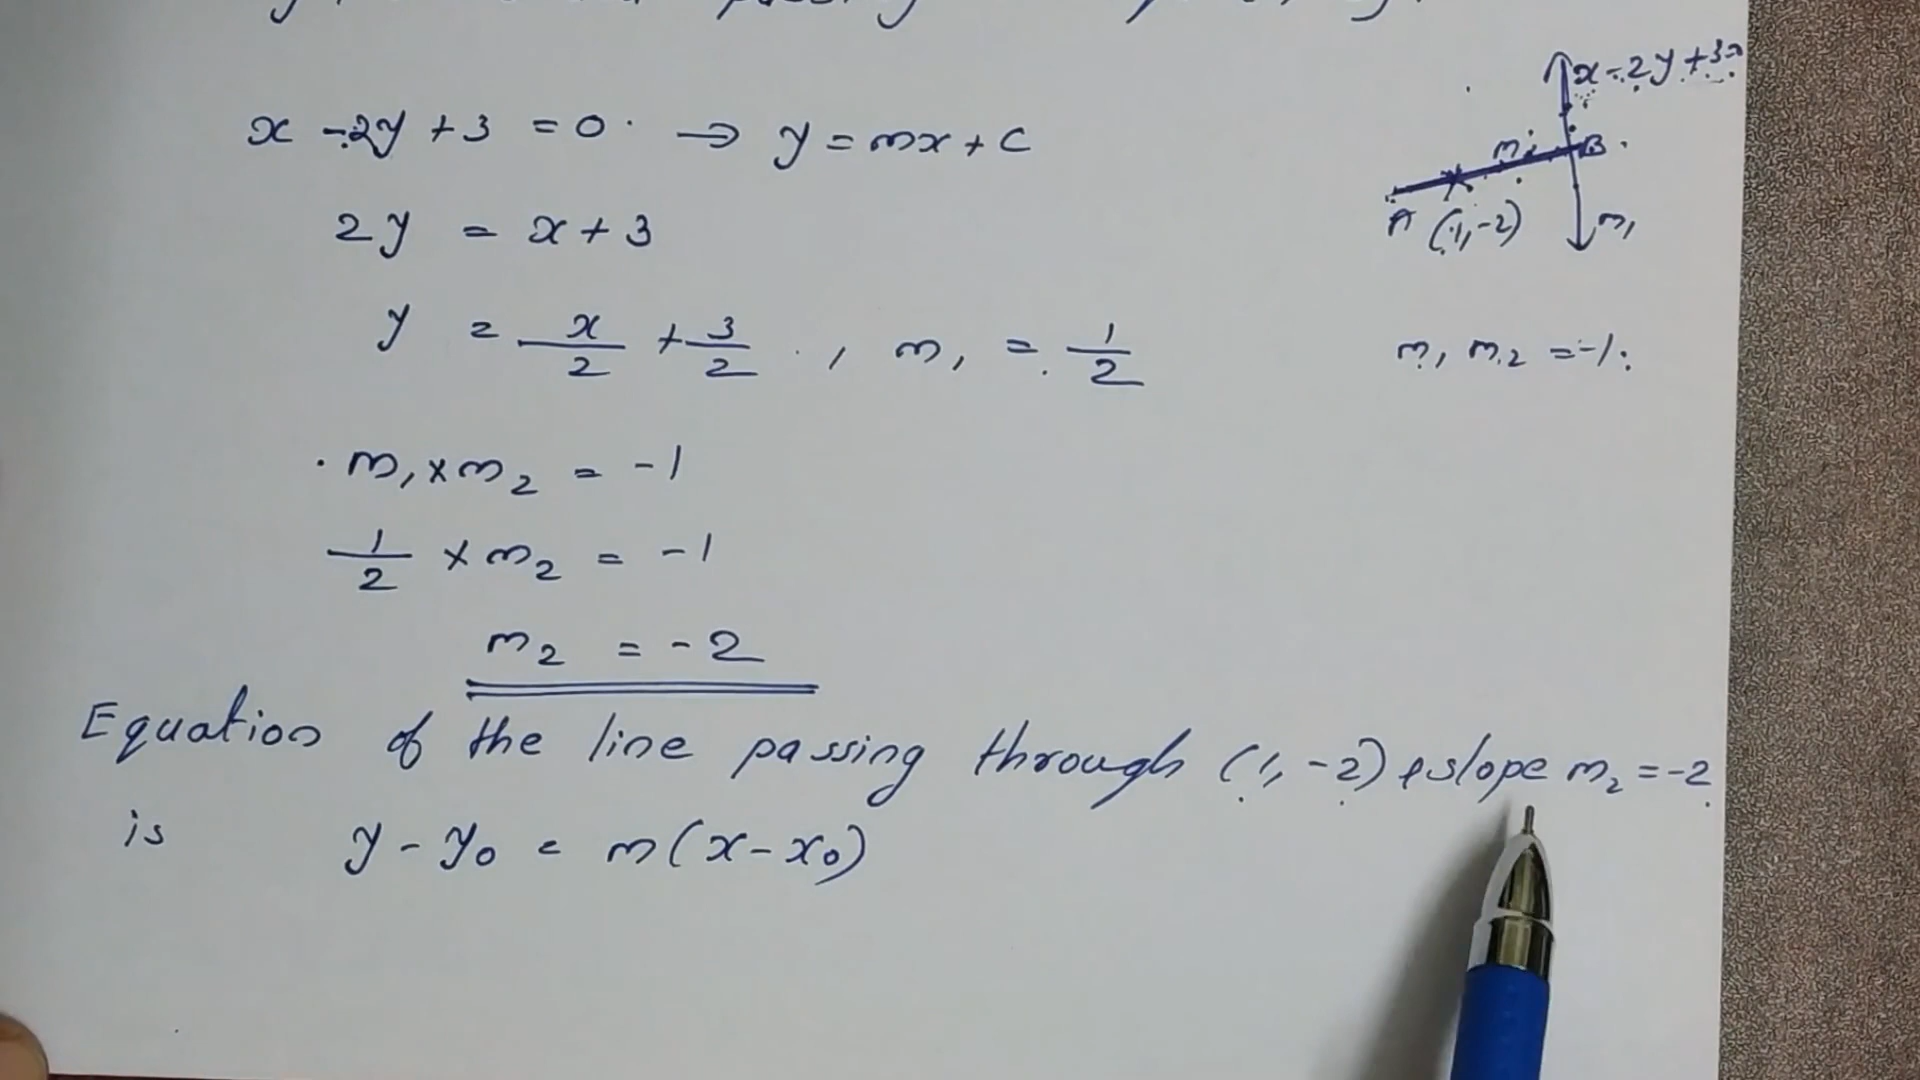 passing
x - 2y + 3 = 0 ⇒ y = mx + c
2y = x + 3
y = x/2 + 3/2 , m₁ = 1/2
m₁ × m₂ = -1
1/2 × m₂ = -1
m₂ = -2
Equation of the line passing through (1, -2) & slope m₂ = -2
is y - y₀ = m(x - x₀)
x - 2y + 3 =
m₂ B
A (1, -2) m₁
m₁ m₂ = -1